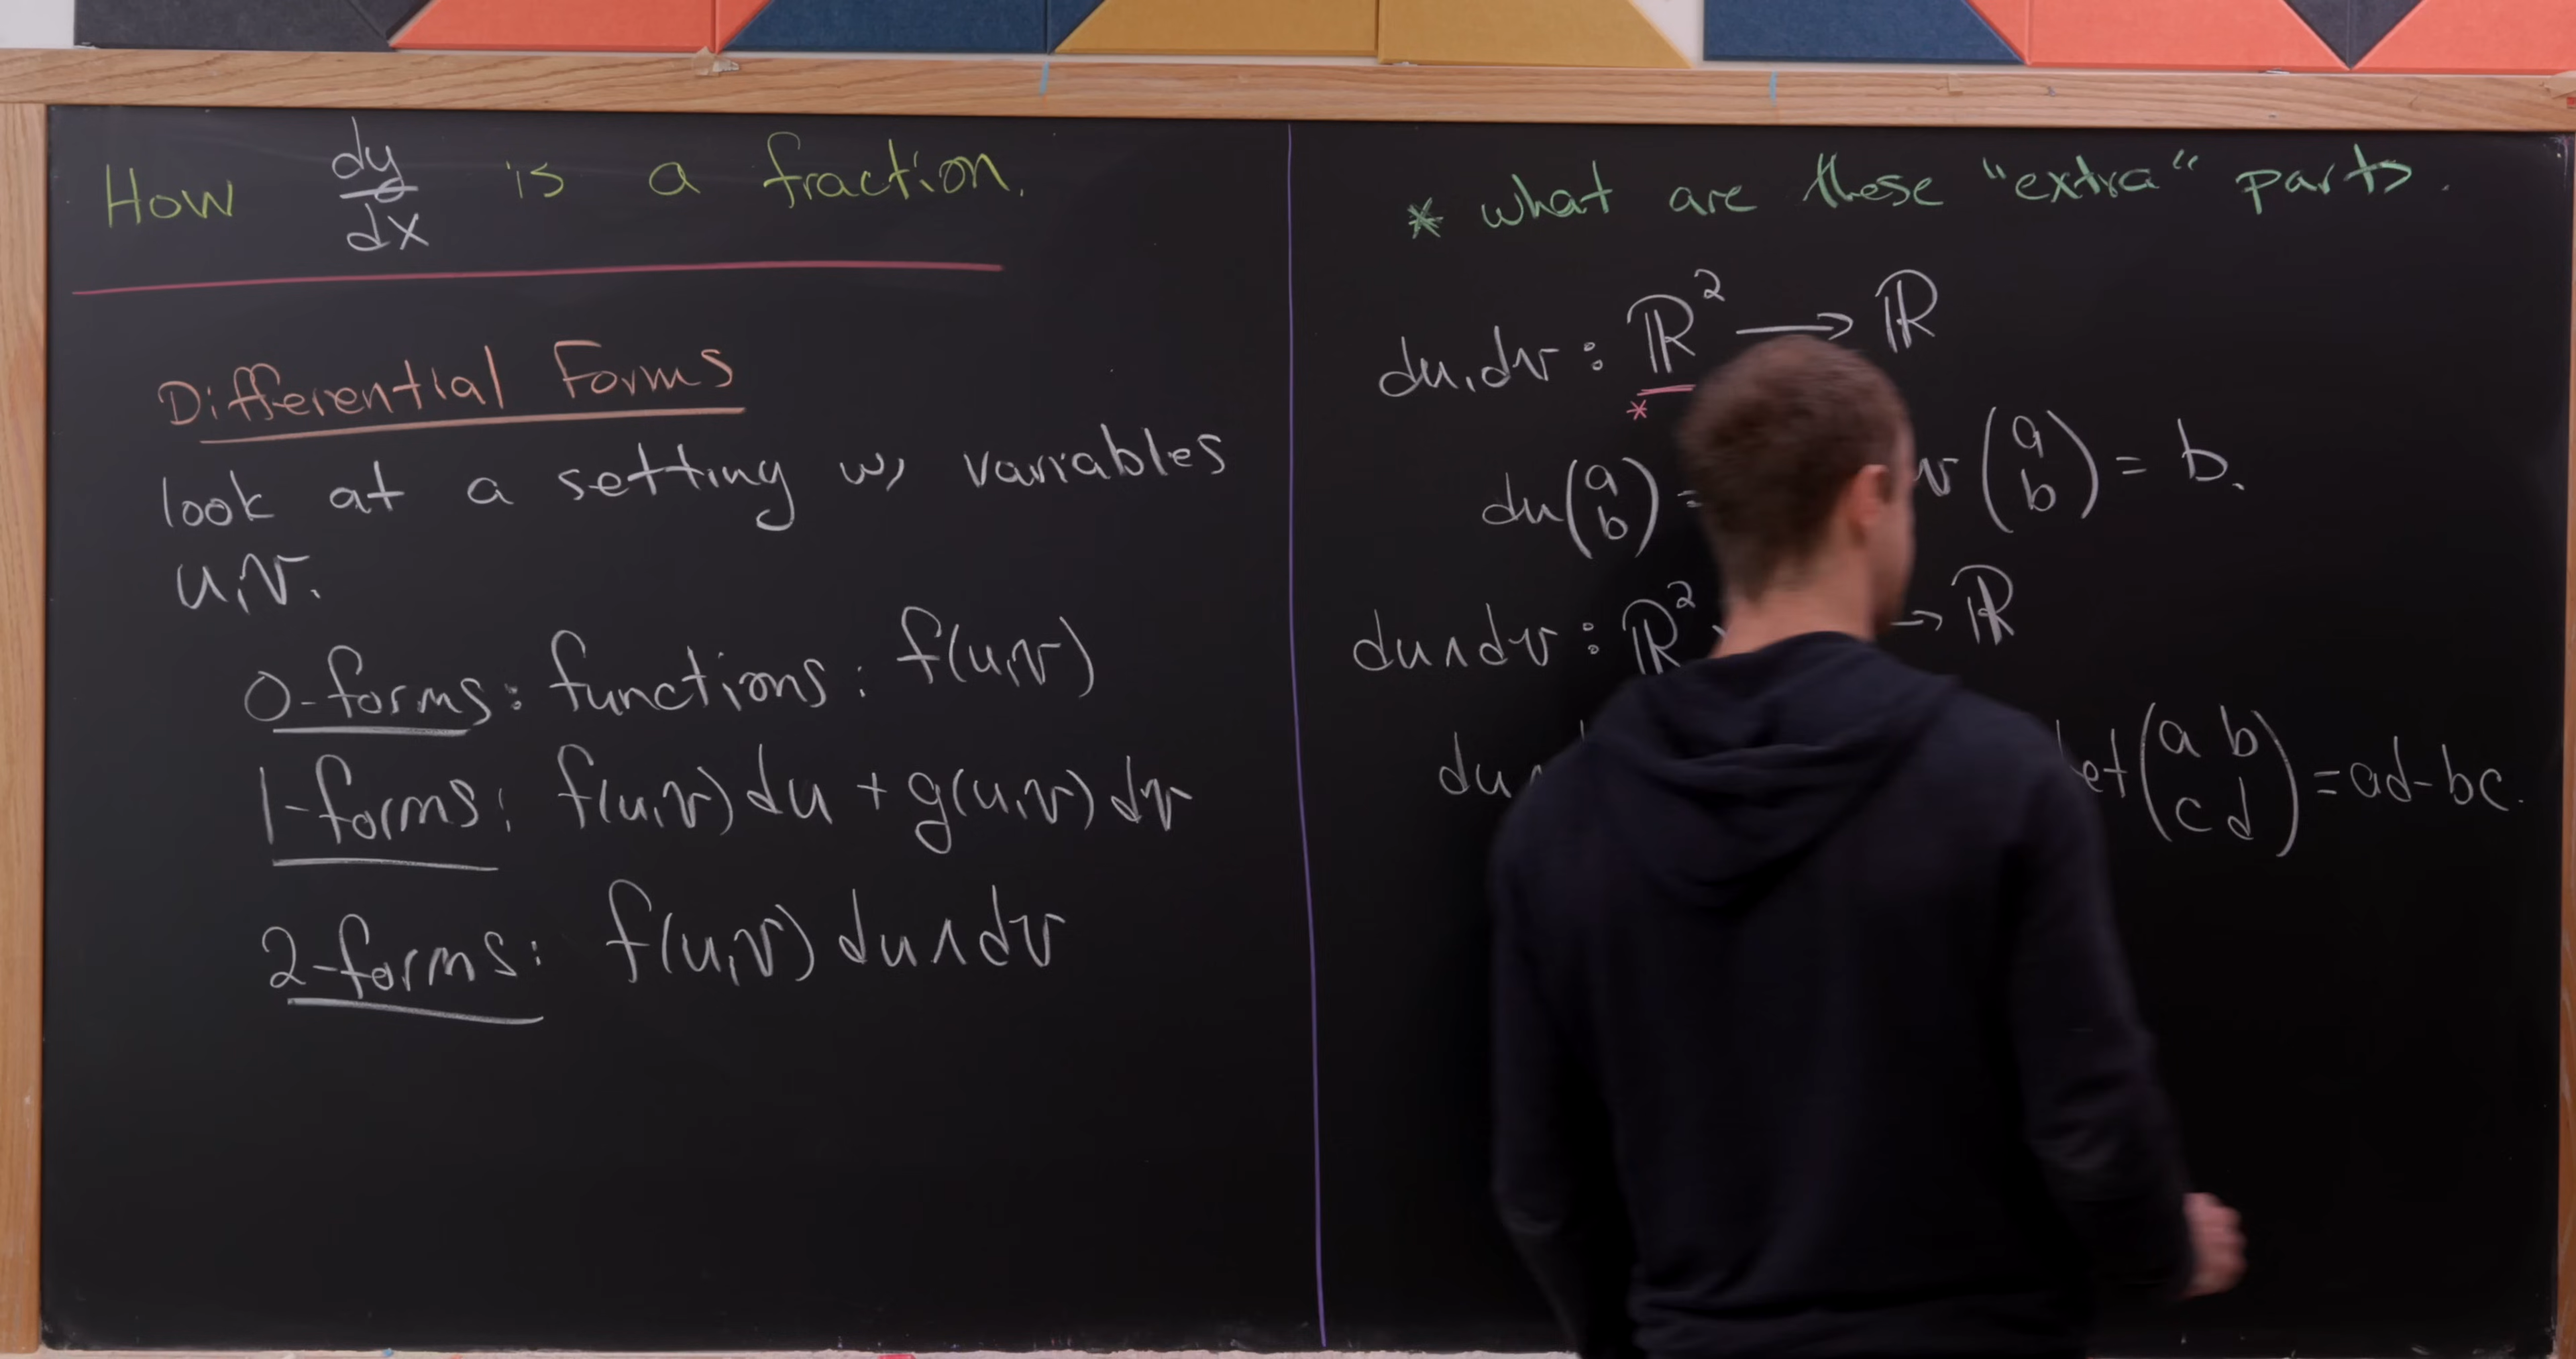 How dy/dx is a fraction.
Differential Forms
look at a setting w/ variables
u,v.
0-forms: functions: f(u,v)
1-forms: f(u,v) du + g(u,v) dv
2-forms: f(u,v) du∧dv
* what are these "extra" parts.
du, dv : ℝ² → ℝ
*
du(a b) = v(a b) = b.
du∧dv : ℝ² → ℝ
du et(a b c d) = ad-bc.